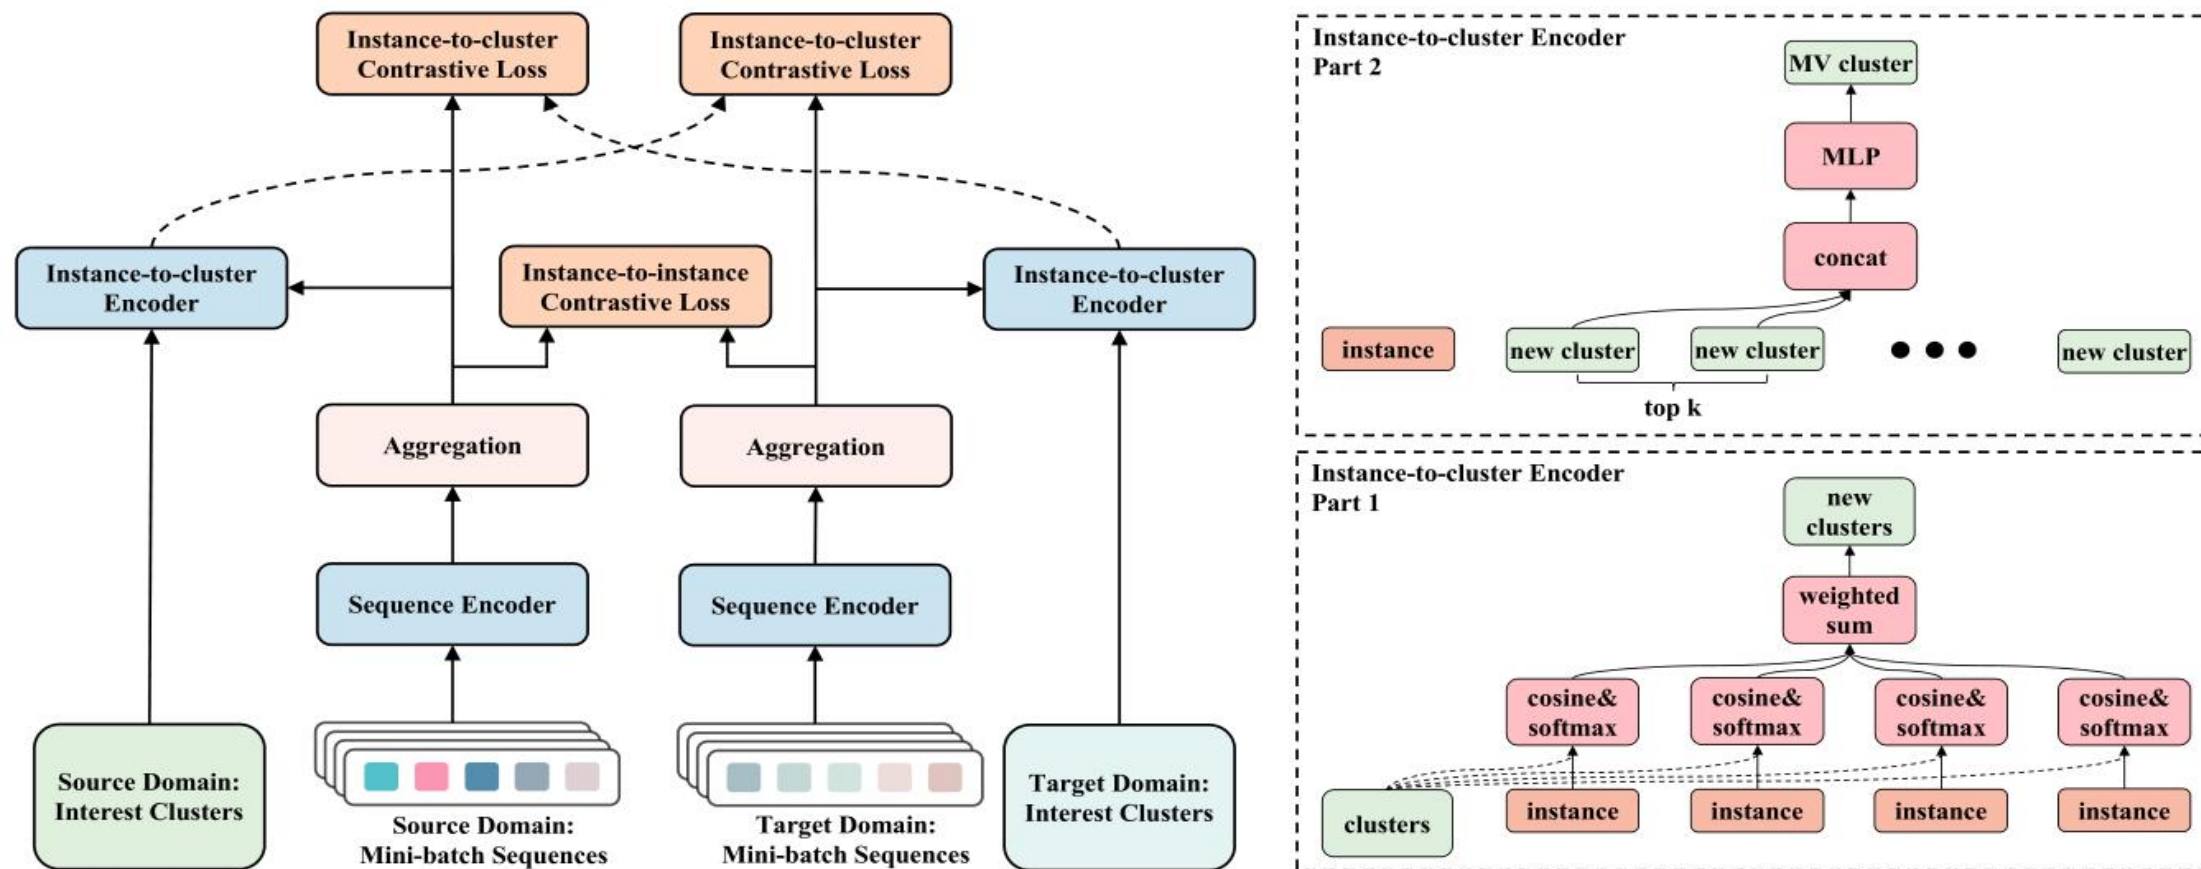 Instance-to-cluster
Contrastive Loss
Instance-to-cluster
Contrastive Loss
Instance-to-cluster
Encoder
Instance-to-instance
Contrastive Loss
Instance-to-cluster
Encoder
Aggregation
Aggregation
Sequence Encoder
Sequence Encoder
Source Domain:
Interest Clusters
Source Domain:
Mini-batch Sequences
Target Domain:
Mini-batch Sequences
Target Domain:
Interest Clusters
Instance-to-cluster Encoder
Part 2
MV cluster
MLP
concat
instance
new cluster
new cluster
new cluster
top k
Instance-to-cluster Encoder
Part 1
new
clusters
weighted
sum
cosine&
softmax
cosine&
softmax
cosine&
softmax
cosine&
softmax
clusters
instance
instance
instance
instance